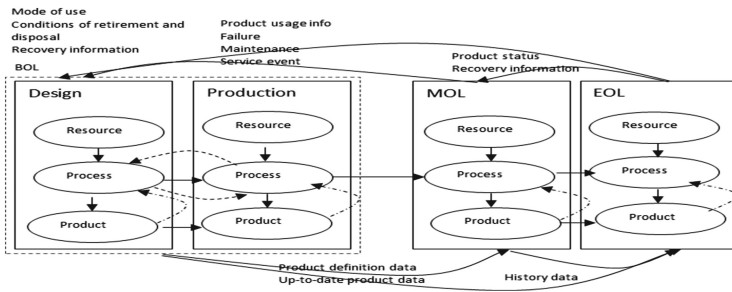 Mode of use
Conditions of retirement and
disposal
Recovery information
Product usage info
Failure
Maintenance
Service event
Product status
Recovery information
BOL
Design
Production
MOL
EOL
Resource
Resource
Resource
Resource
Process
Process
Process
Process
Product
Product
Product
Product
Product definition data
Up-to-date product data
History data